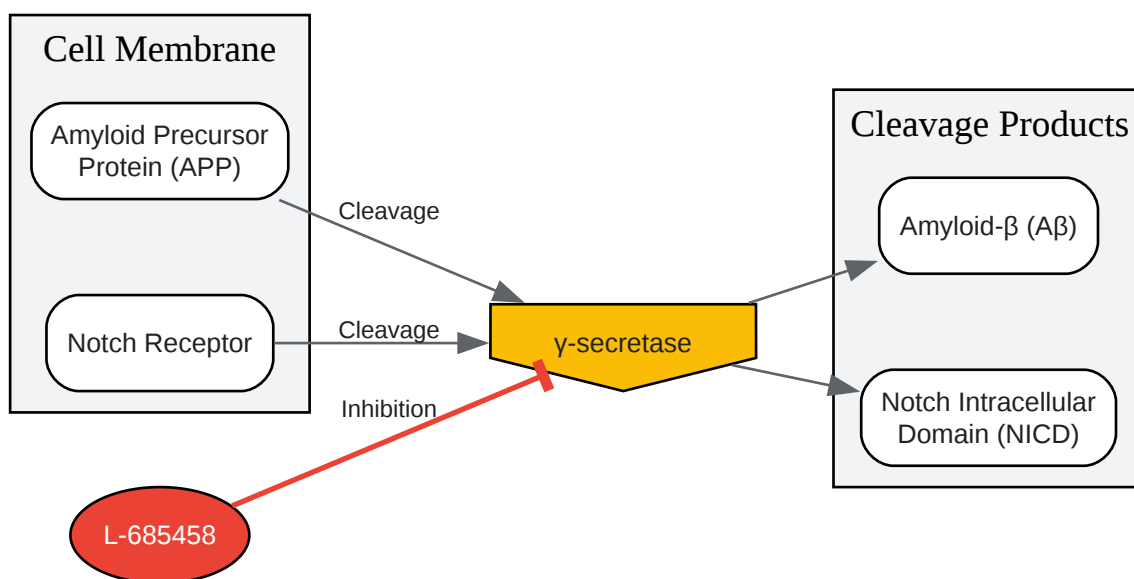 Cell Membrane
Amyloid Precursor
Protein (APP)
Notch Receptor
Cleavage
Cleavage
Inhibition
L-685458
γ-secretase
Cleavage Products
Amyloid-β (Aβ)
Notch Intracellular
Domain (NICD)